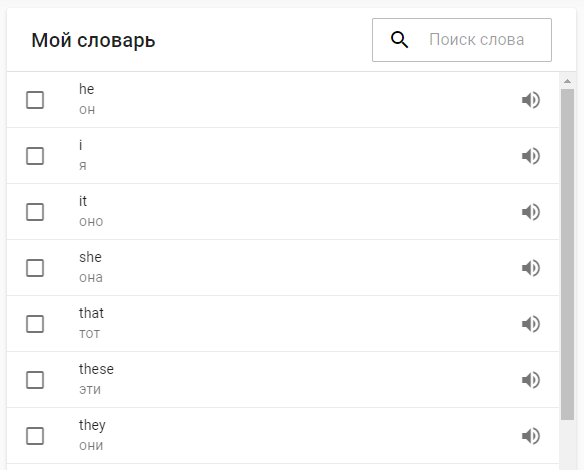 Мой словарь
Поиск слова
he
он
i
я
it
оно
she
она
that
тот
these
эти
they
они